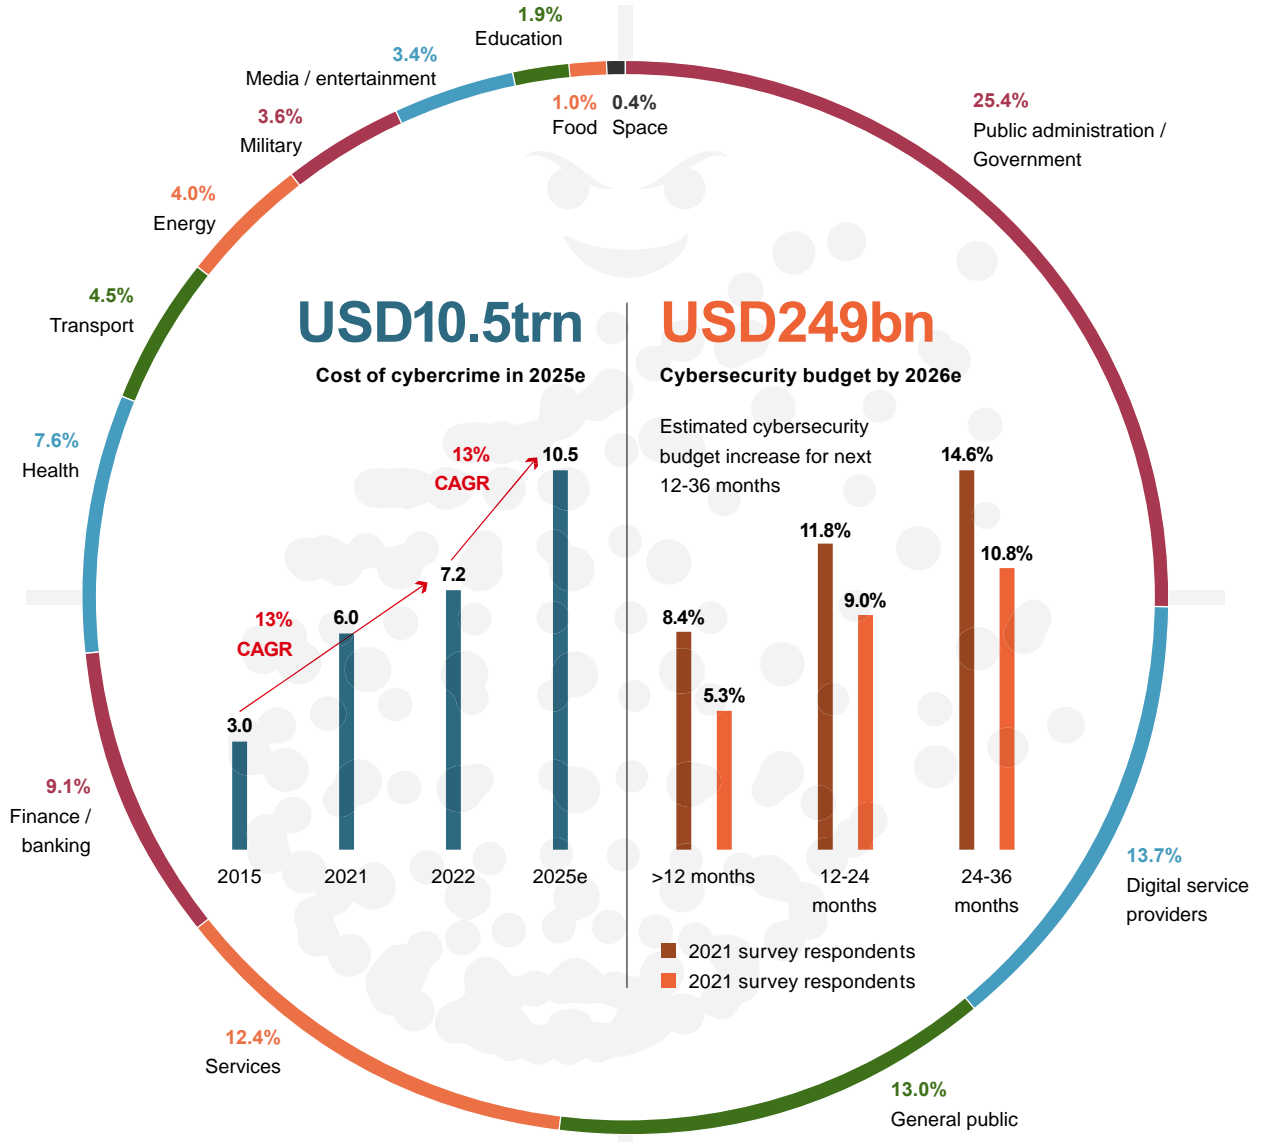 1.9%
Education
3.4%
Media / entertainment
3.6%
Military
4.0%
Energy
4.5%
Transport
7.6%
Health
9.1%
Finance /
banking
12.4%
Services
1.0%
Food
0.4%
Space
25.4%
Public administration /
Government
13.7%
Digital service
providers
13.0%
General public
USD10.5trn
Cost of cybercrime in 2025e
13%
CAGR
13%
CAGR
3.0
6.0
7.2
10.5
2015
2021
2022
2025e
USD249bn
Cybersecurity budget by 2026e
Estimated cybersecurity
budget increase for next
12-36 months
8.4%
5.3%
11.8%
9.0%
14.6%
10.8%
>12 months
12-24
months
24-36
months
2021 survey respondents
2021 survey respondents